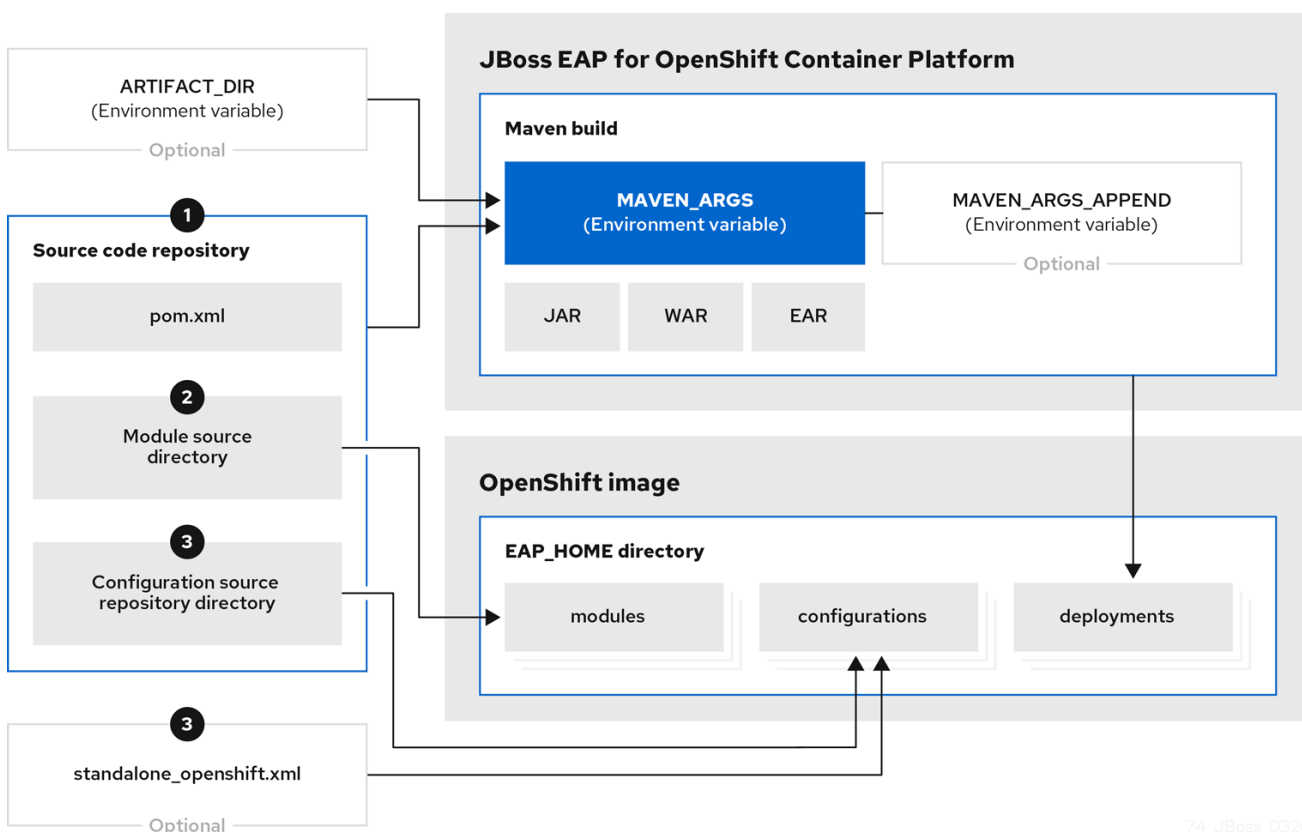 JBoss EAP for OpenShift Container Platform
ARTIFACT_DIR
(Environment variable)
Optional
Maven build
MAVEN_ARGS
(Environment variable)
MAVEN_ARGS_APPEND
(Environment variable)
Optional
JAR
WAR
EAR
1
Source code repository
pom.xml
2
Module source
directory
3
Configuration source
repository directory
OpenShift image
EAP_HOME directory
modules
configurations
deployments
3
standalone_openshift.xml
Optional
74_JBoss_032